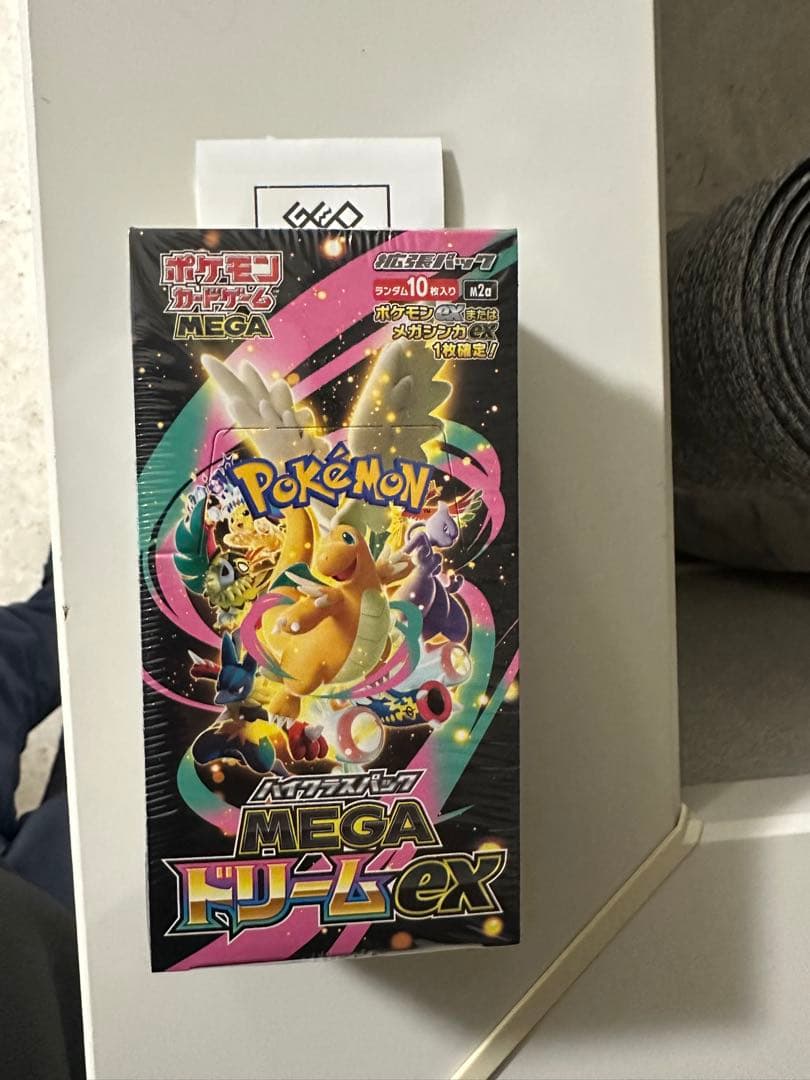 GEO
ポケモン
カードゲーム
MEGA
拡張パック
ランダム10枚入り
M2a
ポケモンexまたは
メガシンカex
1枚確定!
POKÉMON
TM
ハイクラスパック
MEGA
ドリームex